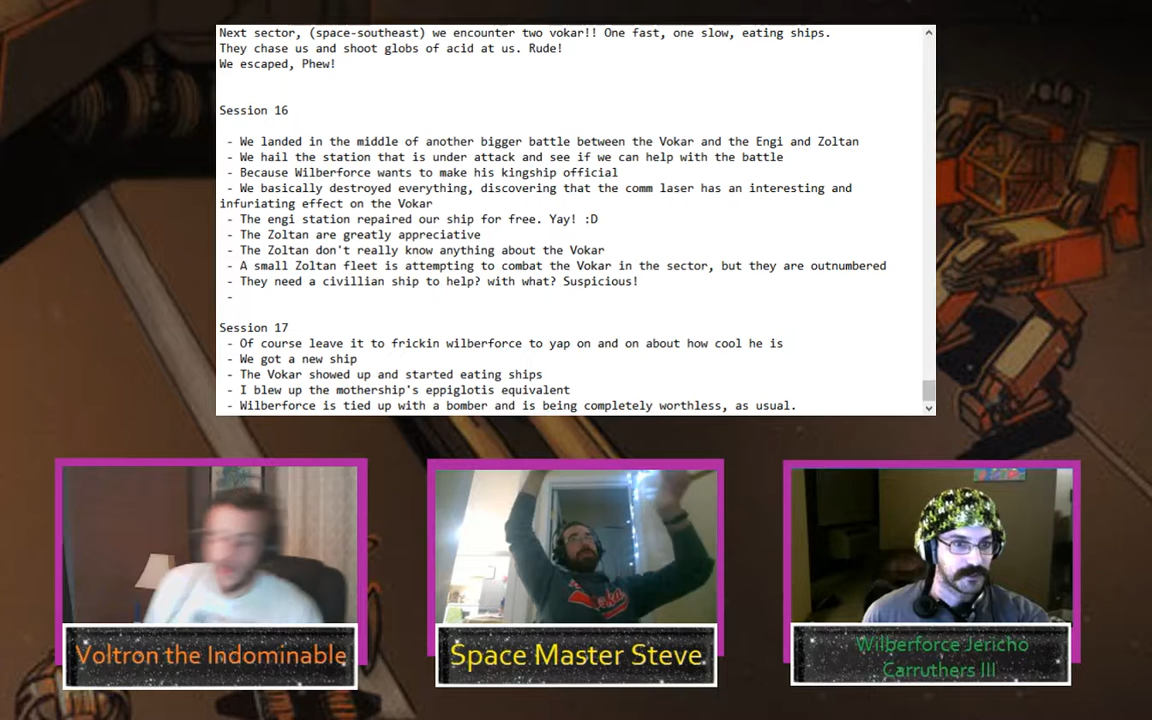 Next sector, (space-southeast) we encounter two vokar!! One fast, one slow, eating ships.
They chase us and shoot globs of acid at us. Rude!
We escaped, Phew!
Session 16
- We landed in the middle of another bigger battle between the Vokar and the Engi and Zoltan
- We hail the station that is under attack and see if we can help with the battle
- Because Wilberforce wants to make his kingship official
- We basically destroyed everything, discovering that the comm laser has an interesting and
infuriating effect on the Vokar
- The engi station repaired our ship for free. Yay! :D
- The Zoltan are greatly appreciative
- The Zoltan don't really know anything about the Vokar
- A small Zoltan fleet is attempting to combat the Vokar in the sector, but they are outnumbered
- They need a civillian ship to help? with what? Suspicious!
-
Session 17
- Of course leave it to frickin wilberforce to yap on and on about how cool he is
- We got a new ship
- The Vokar showed up and started eating ships
- I blew up the mothership's eppiglotis equivalent
- Wilberforce is tied up with a bomber and is being completely worthless, as usual.
Voltron the Indominable
Space Master Steve
Wilberforce Jericho
Carruthers III